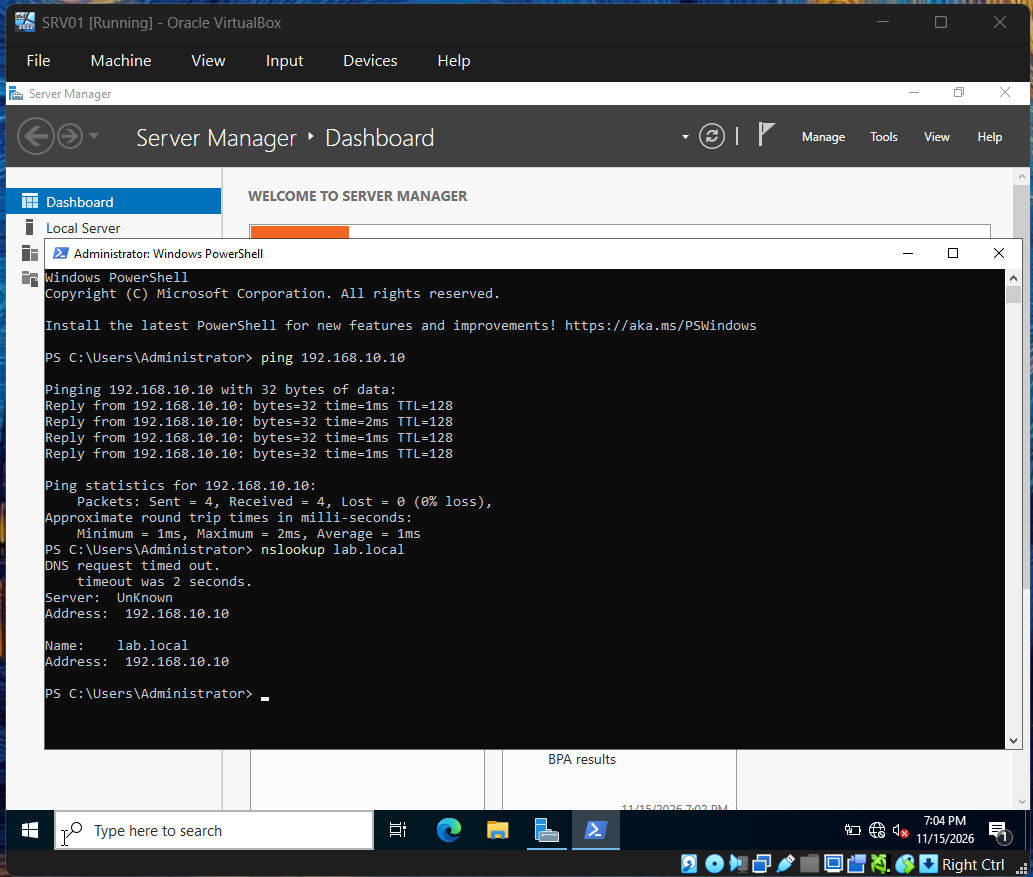 SRV01 [Running] - Oracle VirtualBox
File Machine View Input Devices Help
Server Manager
Server Manager ‣ Dashboard
Manage Tools View Help
Dashboard
WELCOME TO SERVER MANAGER
Local Server
Administrator: Windows PowerShell
Windows PowerShell
Copyright (C) Microsoft Corporation. All rights reserved.
Install the latest PowerShell for new features and improvements! https://aka.ms/PSWindows
PS C:\Users\Administrator> ping 192.168.10.10
Pinging 192.168.10.10 with 32 bytes of data:
Reply from 192.168.10.10: bytes=32 time=1ms TTL=128
Reply from 192.168.10.10: bytes=32 time=2ms TTL=128
Reply from 192.168.10.10: bytes=32 time=1ms TTL=128
Reply from 192.168.10.10: bytes=32 time=1ms TTL=128
Ping statistics for 192.168.10.10:
    Packets: Sent = 4, Received = 4, Lost = 0 (0% loss),
Approximate round trip times in milli-seconds:
    Minimum = 1ms, Maximum = 2ms, Average = 1ms
PS C:\Users\Administrator> nslookup lab.local
DNS request timed out.
    timeout was 2 seconds.
Server:  UnKnown
Address:  192.168.10.10
Name:    lab.local
Address:  192.168.10.10
PS C:\Users\Administrator>
BPA results
11/15/2026 7:02 PM
Type here to search
7:04 PM
11/15/2026
1
Right Ctrl